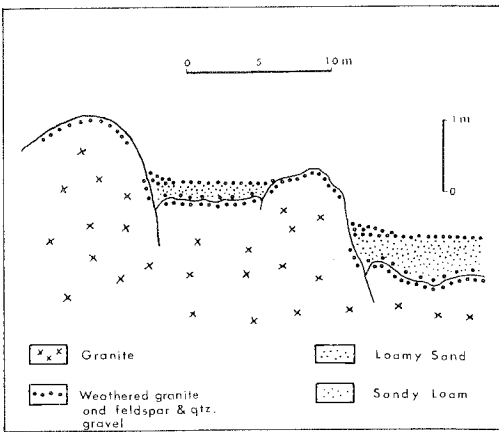 0 5 10 m
1 m
0
Granite
Loamy Sand
Weathered granite
and feldspar & qtz.
gravel
Sandy Loam